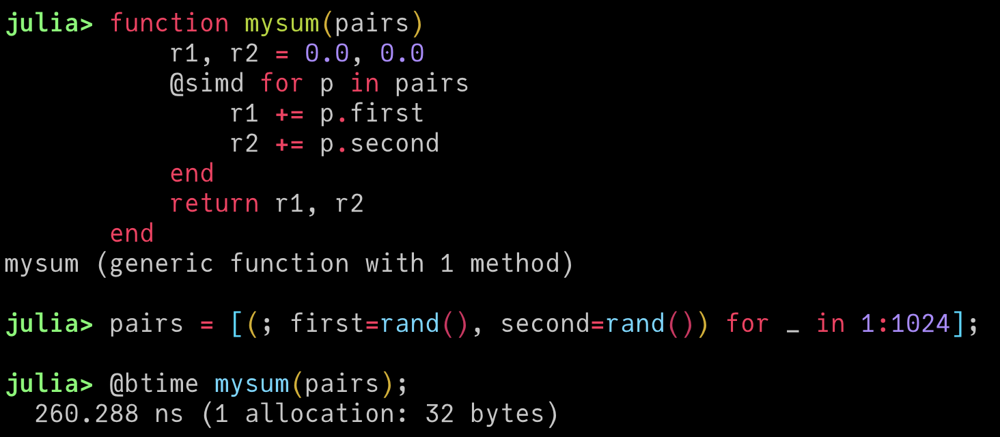 julia> function mysum(pairs)
           r1, r2 = 0.0, 0.0
           @simd for p in pairs
               r1 += p.first
               r2 += p.second
           end
           return r1, r2
       end
mysum (generic function with 1 method)

julia> pairs = [(; first=rand(), second=rand()) for _ in 1:1024];

julia> @btime mysum(pairs);
  260.288 ns (1 allocation: 32 bytes)